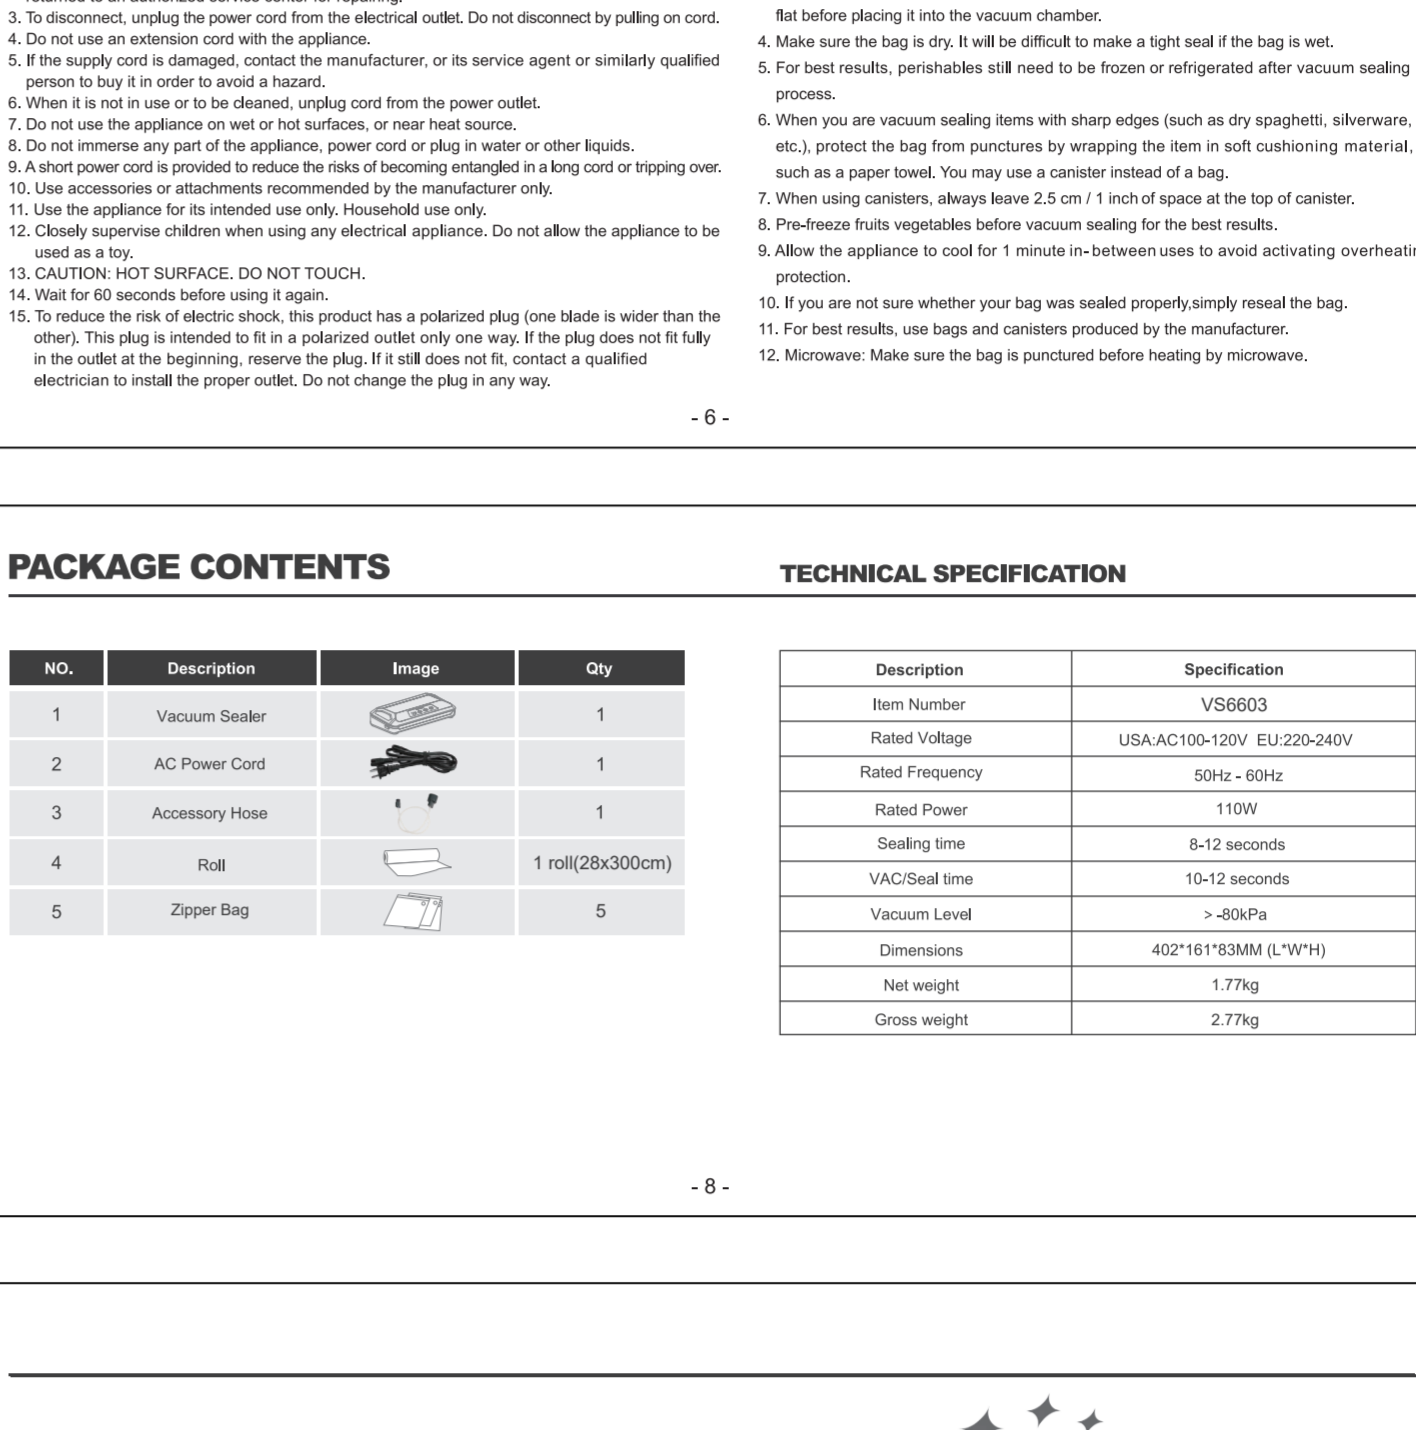 3. To disconnect, unplug the power cord from the electrical outlet. Do not disconnect by pulling on cord.
4. Do not use an extension cord with the appliance.
5. If the supply cord is damaged, contact the manufacturer, or its service agent or similarly qualified
person to buy it in order to avoid a hazard.
6. When it is not in use or to be cleaned, unplug cord from the power outlet.
7. Do not use the appliance on wet or hot surfaces, or near heat source.
8. Do not immerse any part of the appliance, power cord or plug in water or other liquids.
9. A short power cord is provided to reduce the risks of becoming entangled in a long cord or tripping over.
10. Use accessories or attachments recommended by the manufacturer only.
11. Use the appliance for its intended use only. Household use only.
12. Closely supervise children when using any electrical appliance. Do not allow the appliance to be
used as a toy.
13. CAUTION: HOT SURFACE. DO NOT TOUCH.
14. Wait for 60 seconds before using it again.
15. To reduce the risk of electric shock, this product has a polarized plug (one blade is wider than the
other). This plug is intended to fit in a polarized outlet only one way. If the plug does not fit fully
in the outlet at the beginning, reserve the plug. If it still does not fit, contact a qualified
electrician to install the proper outlet. Do not change the plug in any way.
flat before placing it into the vacuum chamber.
4. Make sure the bag is dry. It will be difficult to make a tight seal if the bag is wet.
5. For best results, perishables still need to be frozen or refrigerated after vacuum sealing
process.
6. When you are vacuum sealing items with sharp edges (such as dry spaghetti, silverware,
etc.), protect the bag from punctures by wrapping the item in soft cushioning material,
such as a paper towel. You may use a canister instead of a bag.
7. When using canisters, always leave 2.5 cm / 1 inch of space at the top of canister.
8. Pre-freeze fruits vegetables before vacuum sealing for the best results.
9. Allow the appliance to cool for 1 minute in-between uses to avoid activating overheatin
protection.
10. If you are not sure whether your bag was sealed properly,simply reseal the bag.
11. For best results, use bags and canisters produced by the manufacturer.
12. Microwave: Make sure the bag is punctured before heating by microwave.
- 6 -
PACKAGE CONTENTS
NO. Description Image Qty
1 Vacuum Sealer 1
2 AC Power Cord 1
3 Accessory Hose 1
4 Roll 1 roll(28x300cm)
5 Zipper Bag 5
TECHNICAL SPECIFICATION
Description Specification
Item Number VS6603
Rated Voltage USA:AC100-120V EU:220-240V
Rated Frequency 50Hz - 60Hz
Rated Power 110W
Sealing time 8-12 seconds
VAC/Seal time 10-12 seconds
Vacuum Level > -80kPa
Dimensions 402*161*83MM (L*W*H)
Net weight 1.77kg
Gross weight 2.77kg
- 8 -